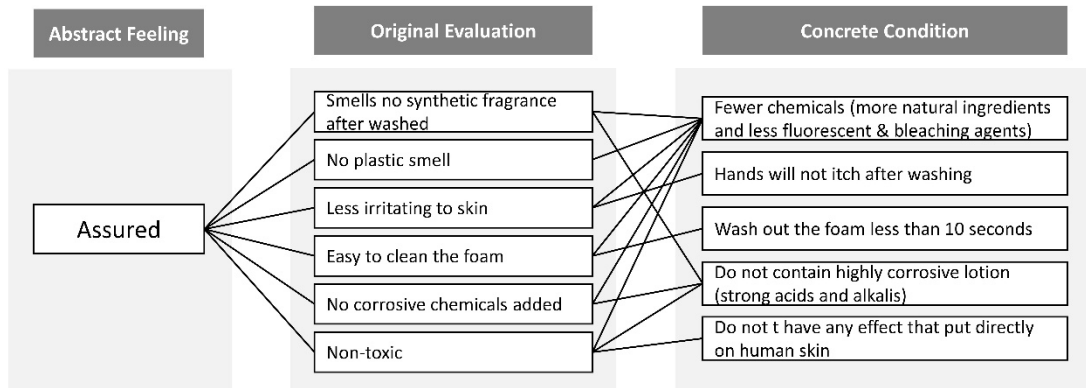 Abstract Feeling
Original Evaluation
Concrete Condition
Assured
Smells no synthetic fragrance
after washed
No plastic smell
Less irritating to skin
Easy to clean the foam
No corrosive chemicals added
Non-toxic
Fewer chemicals (more natural ingredients
and less fluorescent & bleaching agents)
Hands will not itch after washing
Wash out the foam less than 10 seconds
Do not contain highly corrosive lotion
(strong acids and alkalis)
Do not t have any effect that put directly
on human skin